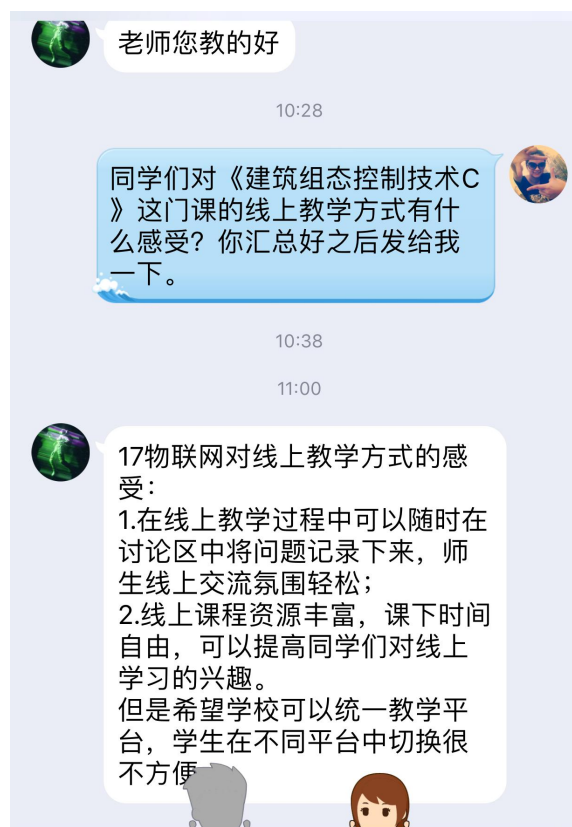 老师您教的好
10:28
同学们对《建筑组态控制技术C
》这门课的线上教学方式有什
么感受？你汇总好之后发给我
一下。
10:38
11:00
17物联网对线上教学方式的感
受：
1.在线上教学过程中可以随时在
讨论区中将问题记录下来，师
生线上交流氛围轻松；
2.线上课程资源丰富，课下时间
自由，可以提高同学们对线上
学习的兴趣。
但是希望学校可以统一教学平
台，学生在不同平台中切换很
不方便